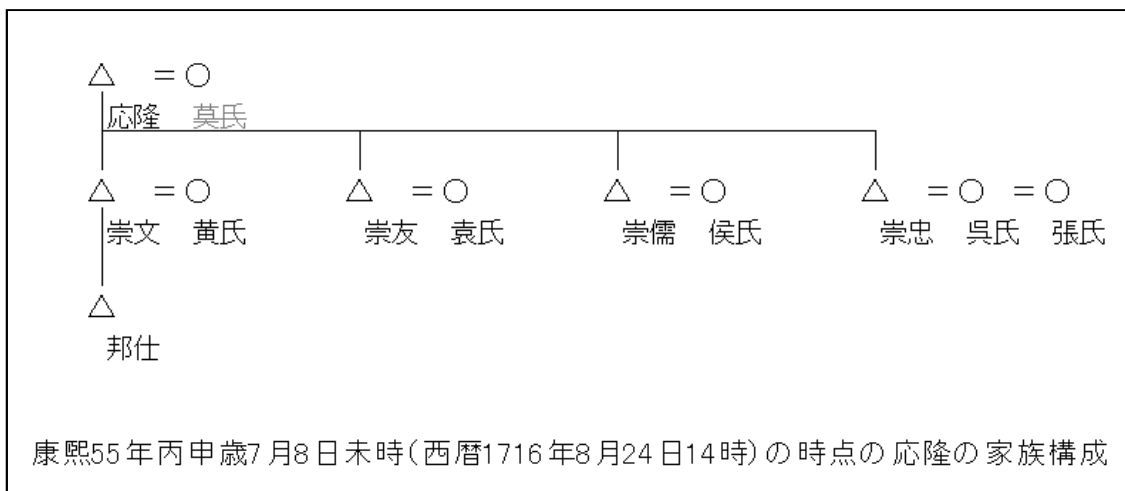 △ =○
応隆 莫氏
△ =○ △ =○ △ =○ △ =○ =○
崇文 黄氏 崇友 袁氏 崇儒 侯氏 崇忠 呉氏 張氏
△
邦仕
康熙55年丙申歳7月8日未時(西暦1716年8月24日14時)の時点の応隆の家族構成